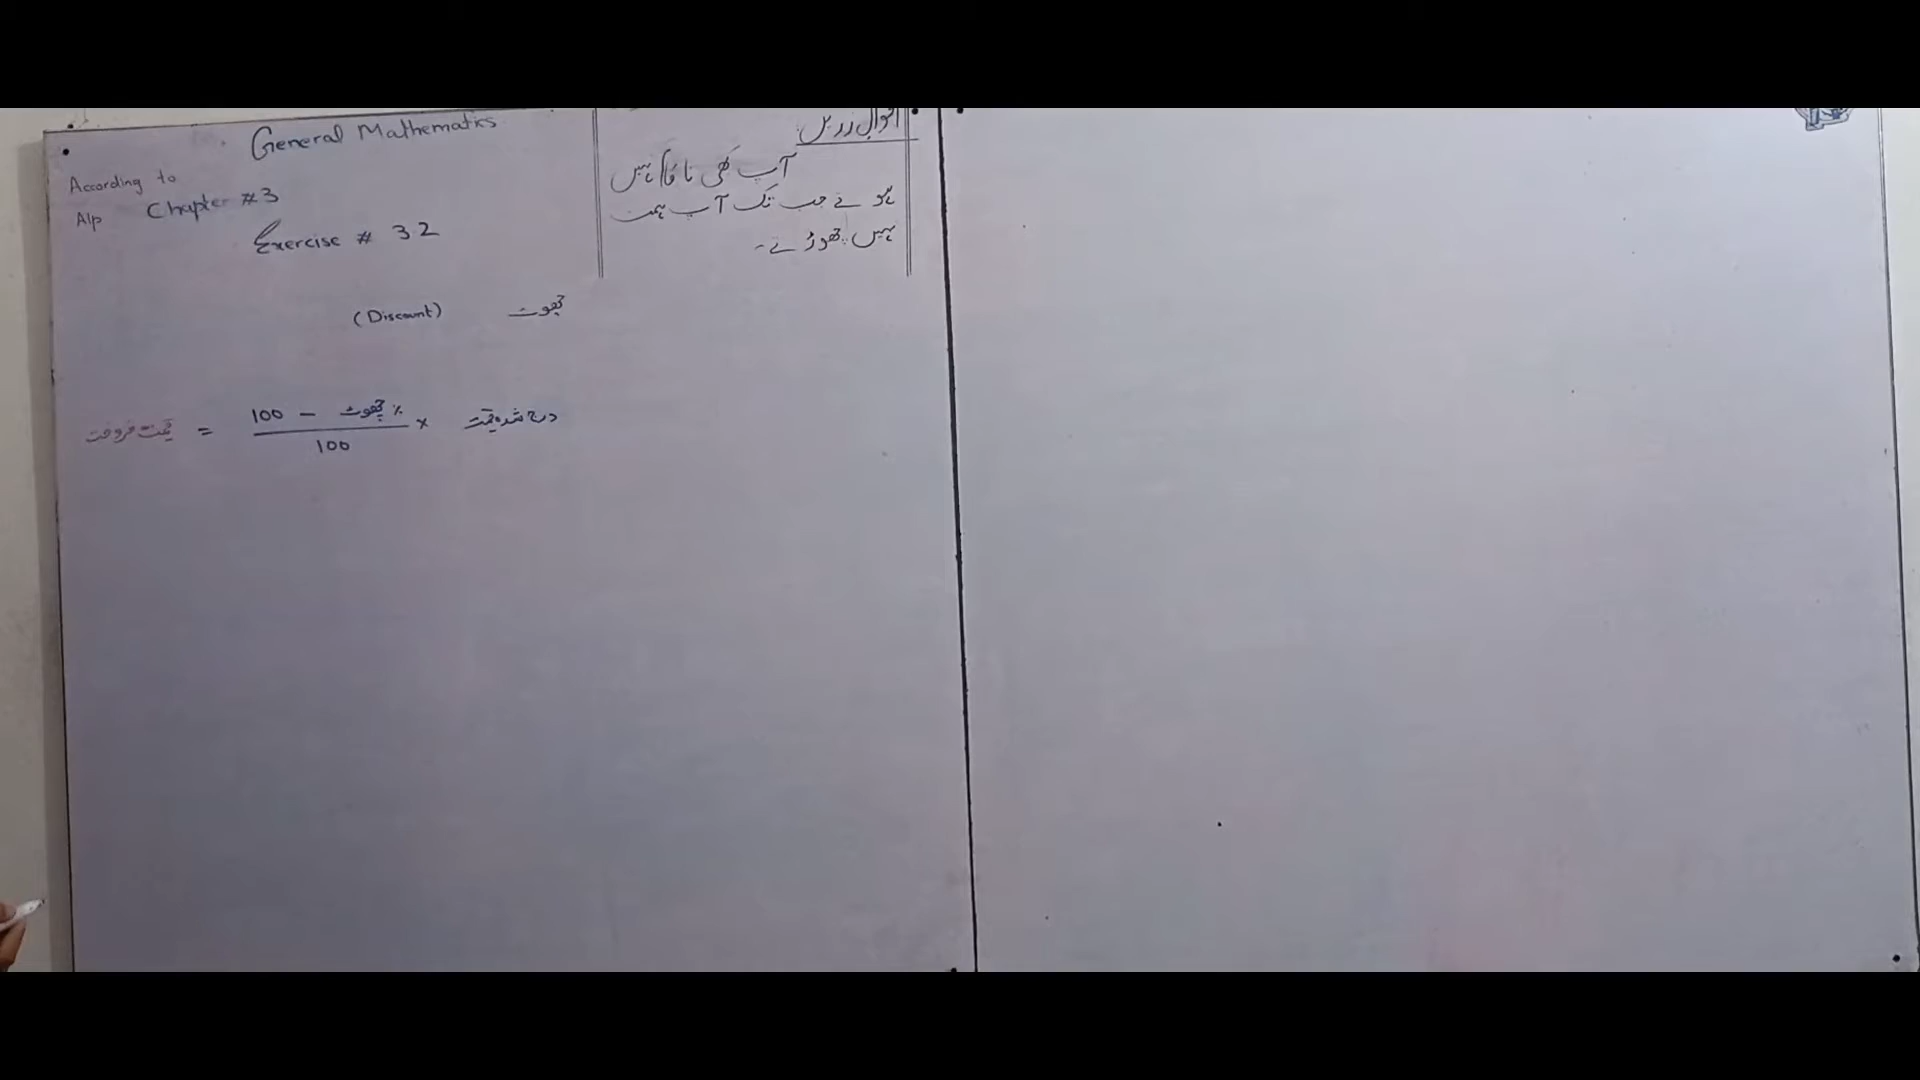 General Mathematics
According to
Alp Chapter #3
Exercise # 3.2
اقوال زریں
آپ کبھی ناکام نہیں
ہوتے جب تک آپ ہمت
نہیں چھوڑتے۔
(Discount) چھوٹ
قیمت فروخت = 100 - چھوٹ % × درج شدہ قیمت
100